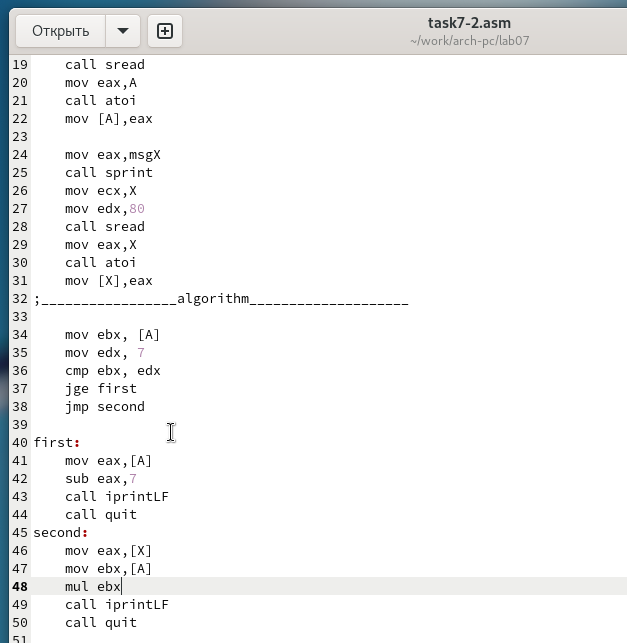 Открыть
task7-2.asm
~/work/arch-pc/lab07
19 call sread
20 mov eax,A
21 call atoi
22 mov [A],eax
23
24 mov eax,msgX
25 call sprint
26 mov ecx,X
27 mov edx,80
28 call sread
29 mov eax,X
30 call atoi
31 mov [X],eax
32 ;_________________algorithm____________________
33
34 mov ebx, [A]
35 mov edx, 7
36 cmp ebx, edx
37 jge first
38 jmp second
39
40 first:
41 mov eax,[A]
42 sub eax,7
43 call iprintLF
44 call quit
45 second:
46 mov eax,[X]
47 mov ebx,[A]
48 mul ebx
49 call iprintLF
50 call quit
51